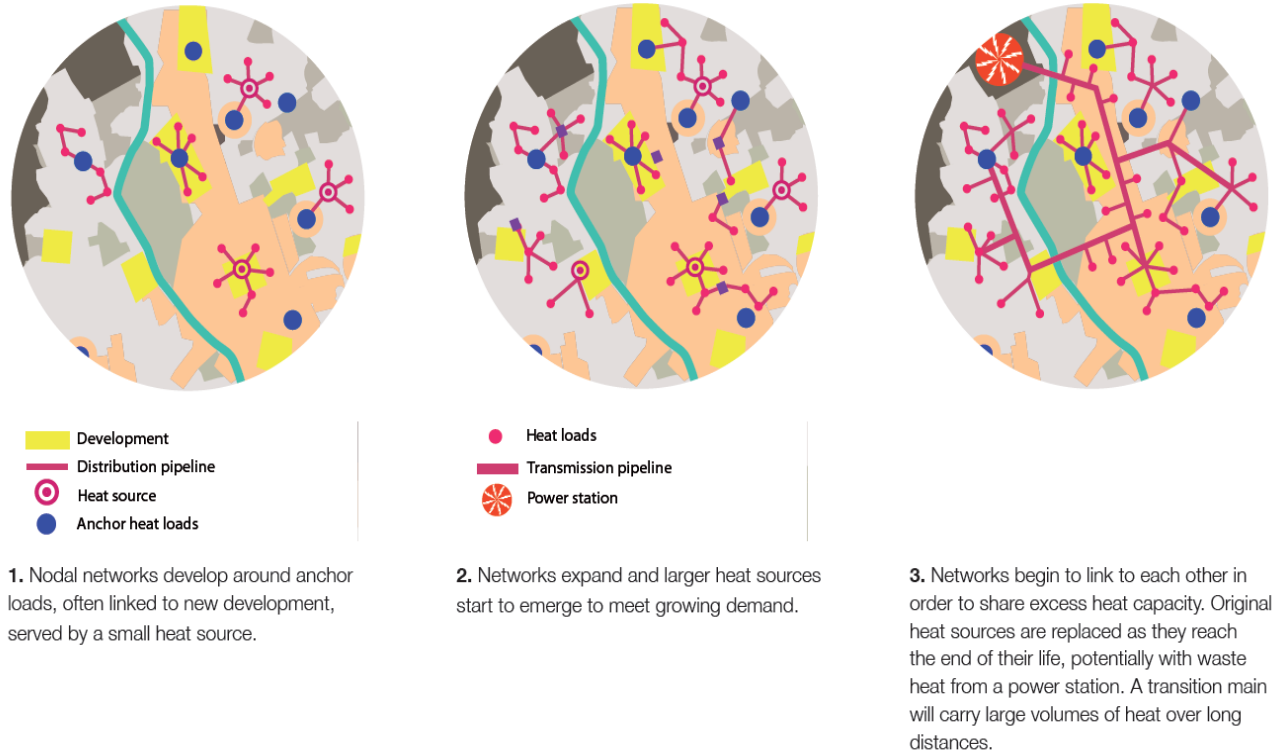 Development
Distribution pipeline
Heat source
Anchor heat loads
Heat loads
Transmission pipeline
Power station
1. Nodal networks develop around anchor
loads, often linked to new development,
served by a small heat source.
2. Networks expand and larger heat sources
start to emerge to meet growing demand.
3. Networks begin to link to each other in
order to share excess heat capacity. Original
heat sources are replaced as they reach
the end of their life, potentially with waste
heat from a power station. A transition main
will carry large volumes of heat over long
distances.